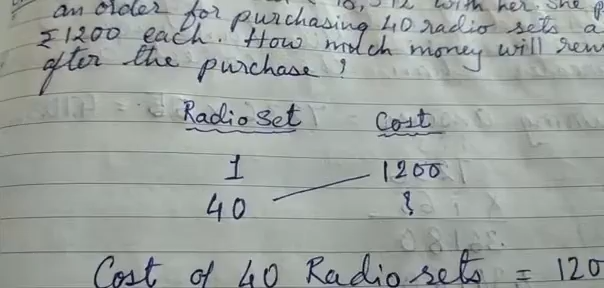 an order for purchasing 40 radio sets a
₹1200 each. How much money will
after the purchase ?
Radio Set Cost
1 1200
40 ?
Cost of 40 Radio sets = 120